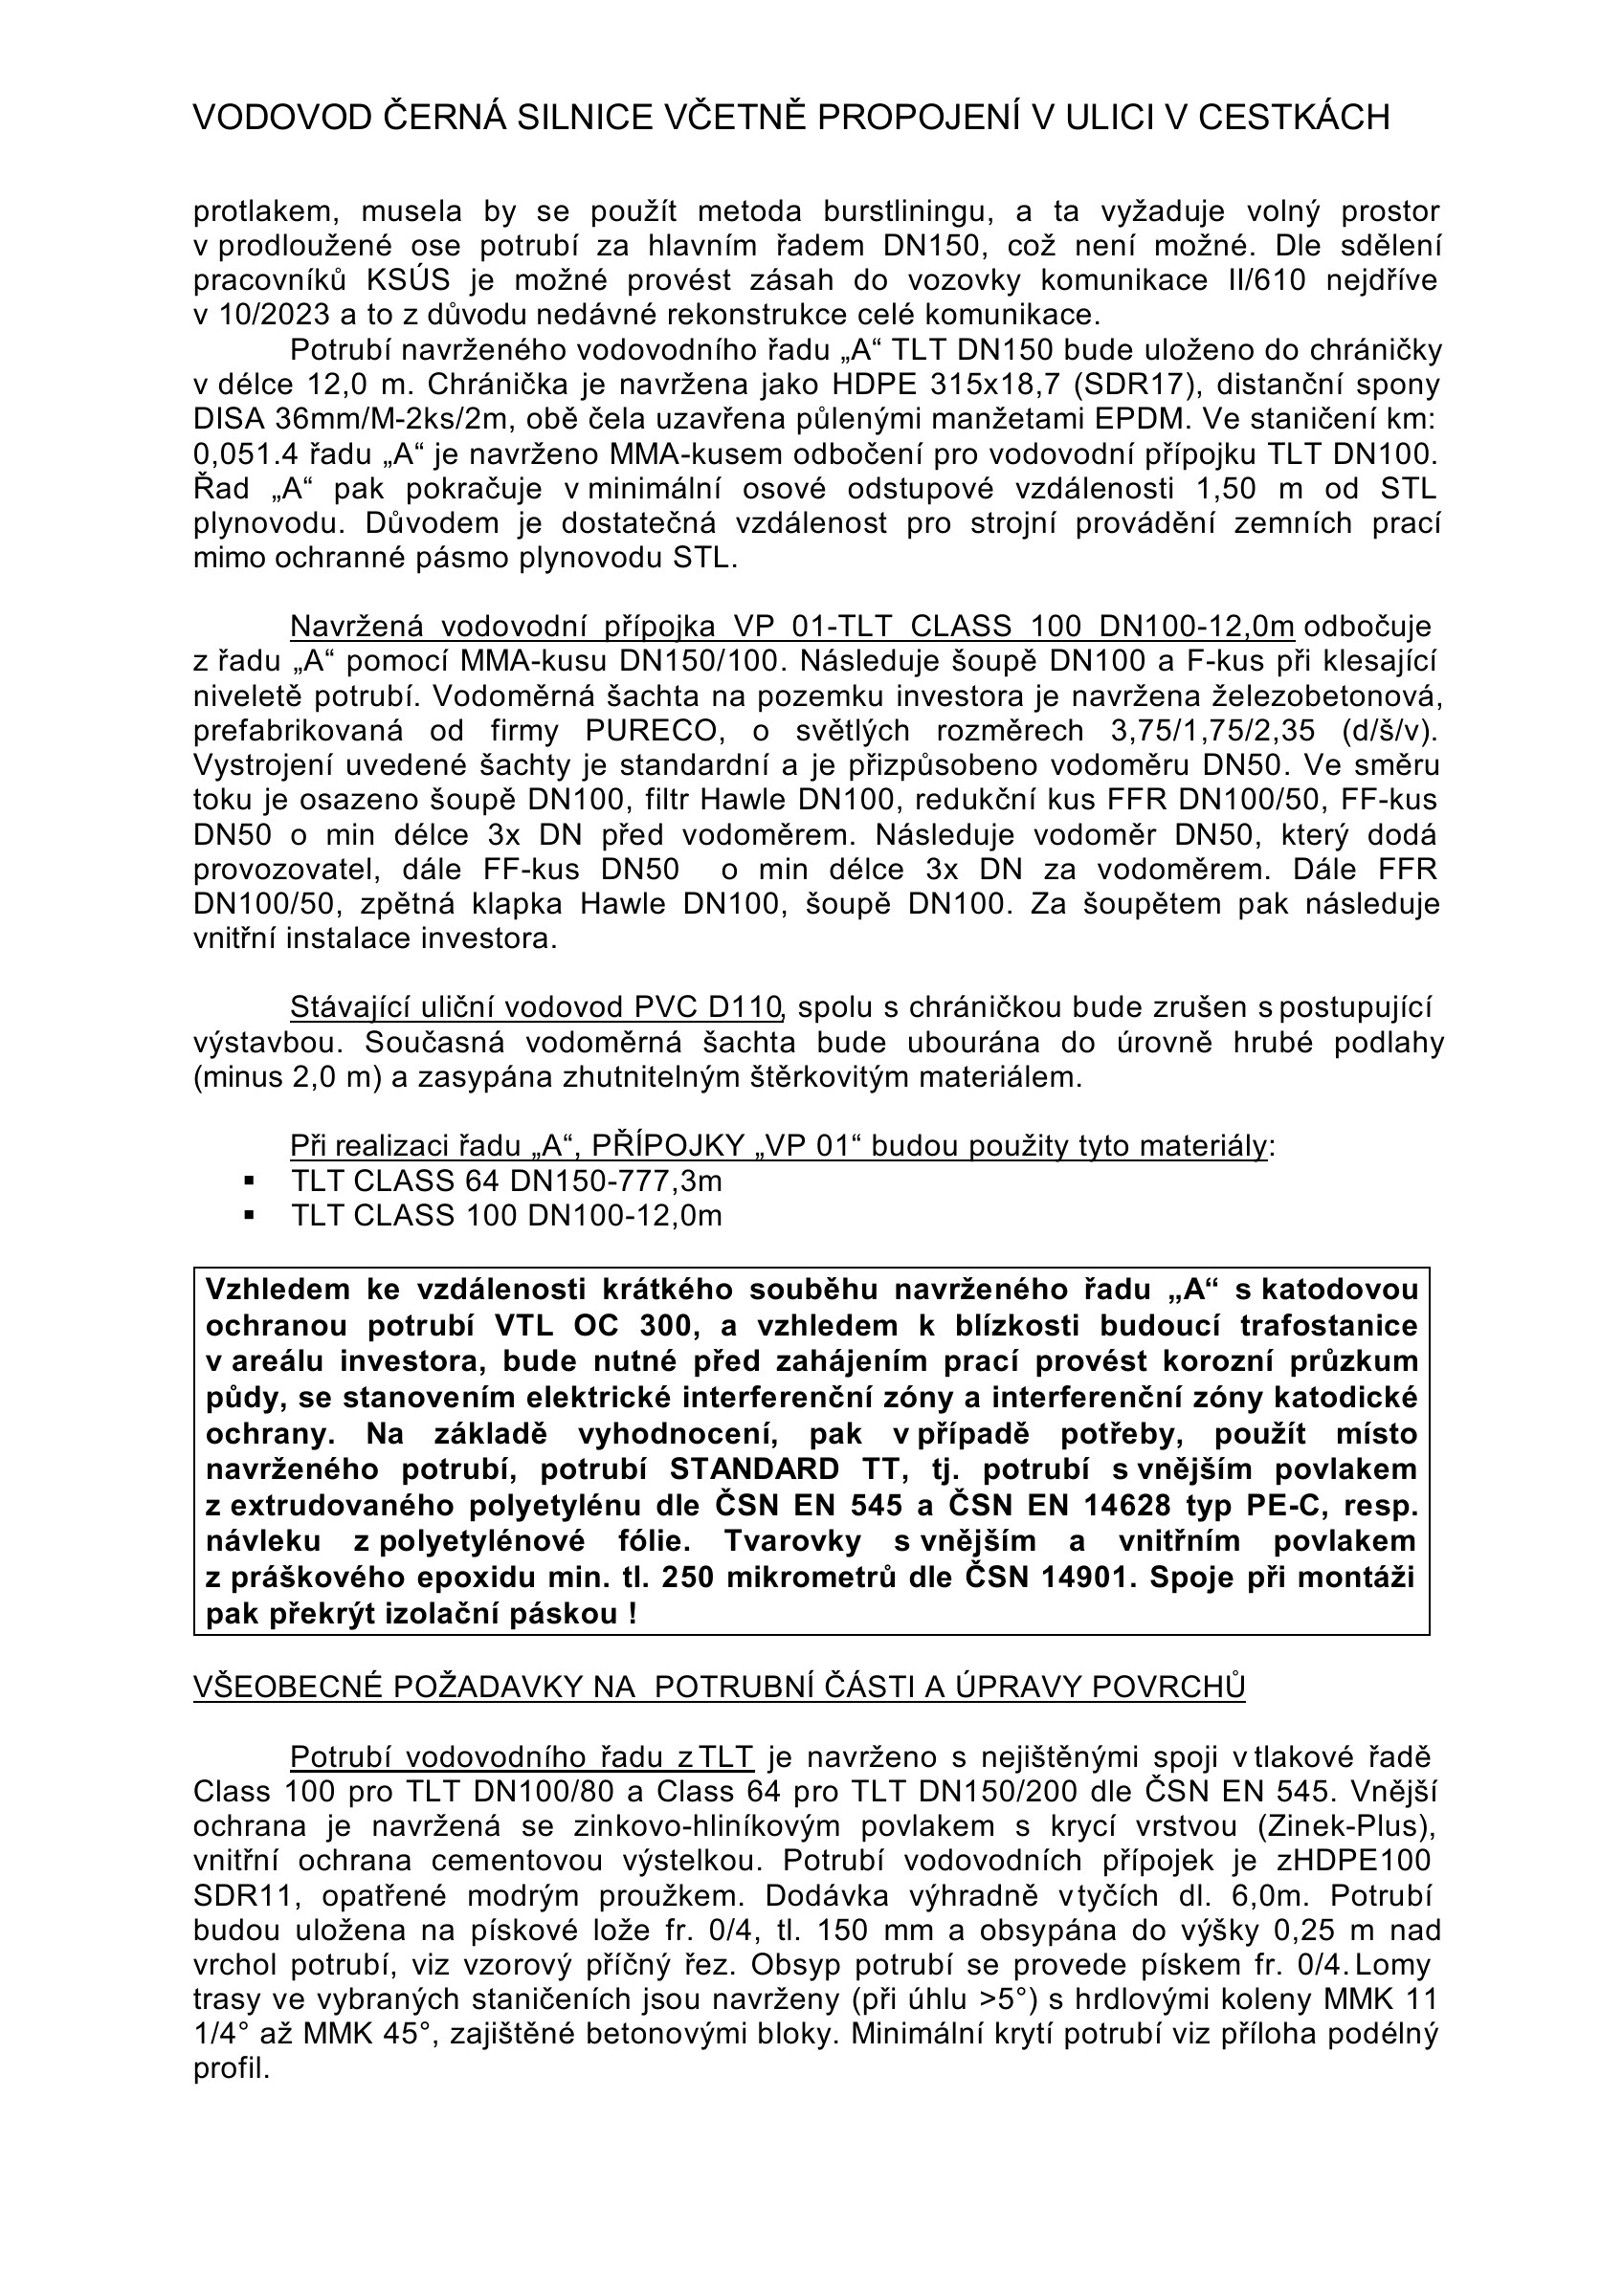 VODOVOD ČERNÁ SILNICE VČETNĚ PROPOJENÍ V ULICI V CESTKÁCH
protlakem, musela by se použít metoda burstliningu, a ta vyžaduje volný prostor
v prodloužené ose potrubí za hlavním řadem DN150, což není možné. Dle sdělení
pracovníků KSÚS je možné provést zásah do vozovky komunikace II/610 nejdříve
v 10/2023 a to z důvodu nedávné rekonstrukce celé komunikace.
Potrubí navrženého vodovodního řadu „A“ TLT DN150 bude uloženo do chráničky
v délce 12,0 m. Chránička je navržena jako HDPE 315x18,7 (SDR17), distanční spony
DISA 36mm/M-2ks/2m, obě čela uzavřena půlenými manžetami EPDM. Ve staničení km:
0,051.4 řadu „A“ je navrženo MMA-kusem odbočení pro vodovodní přípojku TLT DN100.
Řad „A“ pak pokračuje v minimální osové odstupové vzdálenosti 1,50 m od STL
plynovodu. Důvodem je dostatečná vzdálenost pro strojní provádění zemních prací
mimo ochranné pásmo plynovodu STL.
Navržená vodovodní přípojka VP 01-TLT CLASS 100 DN100-12,0m odbočuje
z řadu „A“ pomocí MMA-kusu DN150/100. Následuje šoupě DN100 a F-kus při klesající
niveletě potrubí. Vodoměrná šachta na pozemku investora je navržena železobetonová,
prefabrikovaná od firmy PURECO, o světlých rozměrech 3,75/1,75/2,35 (d/š/v).
Vystrojení uvedené šachty je standardní a je přizpůsobeno vodoměru DN50. Ve směru
toku je osazeno šoupě DN100, filtr Hawle DN100, redukční kus FFR DN100/50, FF-kus
DN50 o min délce 3x DN před vodoměrem. Následuje vodoměr DN50, který dodá
provozovatel, dále FF-kus DN50 o min délce 3x DN za vodoměrem. Dále FFR
DN100/50, zpětná klapka Hawle DN100, šoupě DN100. Za šoupětem pak následuje
vnitřní instalace investora.
Stávající uliční vodovod PVC D110, spolu s chráničkou bude zrušen s postupující
výstavbou. Současná vodoměrná šachta bude ubourána do úrovně hrubé podlahy
(minus 2,0 m) a zasypána zhutnitelným štěrkovitým materiálem.
Při realizaci řadu „A“, PŘÍPOJKY „VP 01“ budou použity tyto materiály:
▪ TLT CLASS 64 DN150-777,3m
▪ TLT CLASS 100 DN100-12,0m
Vzhledem ke vzdálenosti krátkého souběhu navrženého řadu „A“ s katodovou
ochranou potrubí VTL OC 300, a vzhledem k blízkosti budoucí trafostanice
v areálu investora, bude nutné před zahájením prací provést korozní průzkum
půdy, se stanovením elektrické interferenční zóny a interferenční zóny katodické
ochrany. Na základě vyhodnocení, pak v případě potřeby, použít místo
navrženého potrubí, potrubí STANDARD TT, tj. potrubí s vnějším povlakem
z extrudovaného polyetylénu dle ČSN EN 545 a ČSN EN 14628 typ PE-C, resp.
návleku z polyetylénové fólie. Tvarovky s vnějším a vnitřním povlakem
z práškového epoxidu min. tl. 250 mikrometrů dle ČSN 14901. Spoje při montáži
pak překrýt izolační páskou !
VŠEOBECNÉ POŽADAVKY NA POTRUBNÍ ČÁSTI A ÚPRAVY POVRCHŮ
Potrubí vodovodního řadu z TLT je navrženo s nejištěnými spoji v tlakové řadě
Class 100 pro TLT DN100/80 a Class 64 pro TLT DN150/200 dle ČSN EN 545. Vnější
ochrana je navržená se zinkovo-hliníkovým povlakem s krycí vrstvou (Zinek-Plus),
vnitřní ochrana cementovou výstelkou. Potrubí vodovodních přípojek je zHDPE100
SDR11, opatřené modrým proužkem. Dodávka výhradně v tyčích dl. 6,0m. Potrubí
budou uložena na pískové lože fr. 0/4, tl. 150 mm a obsypána do výšky 0,25 m nad
vrchol potrubí, viz vzorový příčný řez. Obsyp potrubí se provede pískem fr. 0/4. Lomy
trasy ve vybraných staničeních jsou navrženy (při úhlu >5°) s hrdlovými koleny MMK 11
1/4° až MMK 45°, zajištěné betonovými bloky. Minimální krytí potrubí viz příloha podélný
profil.